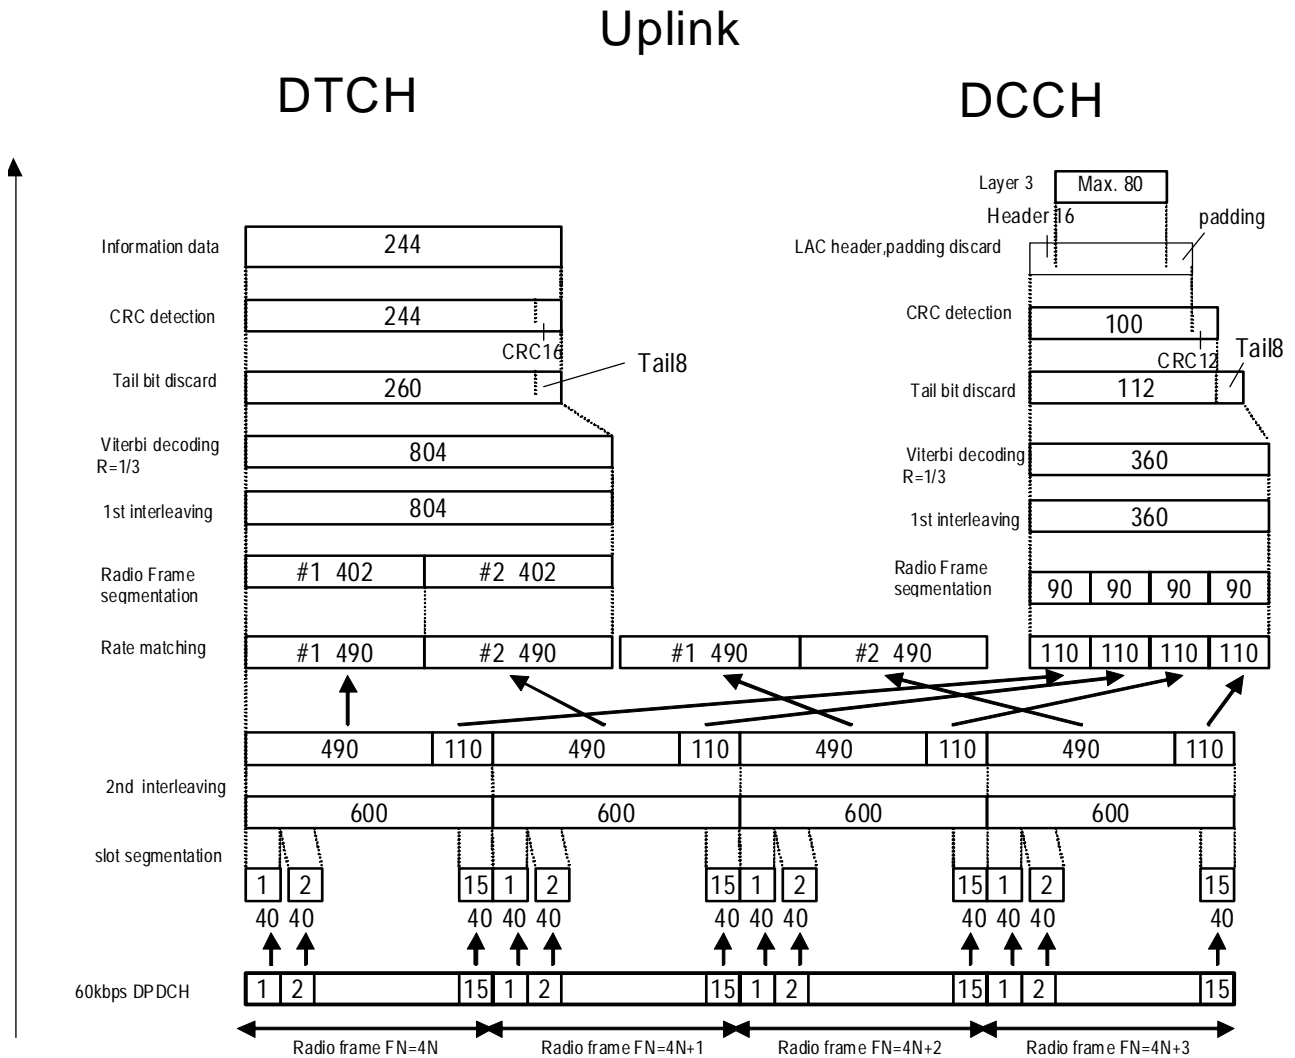 Uplink
DTCH
DCCH
Layer 3
Max. 80
Header 16
padding
Information data
244
LAC header,padding discard
CRC detection
244
CRC16
CRC detection
100
CRC12
Tail bit discard
260
Tail8
Tail bit discard
112
Tail8
Viterbi decoding
R=1/3
804
Viterbi decoding
R=1/3
360
1st interleaving
804
1st interleaving
360
Radio Frame
segmentation
#1 402
#2 402
Radio Frame
segmentation
90 90 90 90
Rate matching
#1 490
#2 490
#1 490
#2 490
110 110 110 110
490 110 490 110 490 110 490 110
2nd interleaving
600 600 600 600
slot segmentation
1 2 15 1 2 15 1 2 15 1 2 15
40 40 40 40 40 40 40 40 40 40 40 40
60kbps DPDCH
1 2 15 1 2 15 1 2 15 1 2 15
Radio frame FN=4N
Radio frame FN=4N+1
Radio frame FN=4N+2
Radio frame FN=4N+3